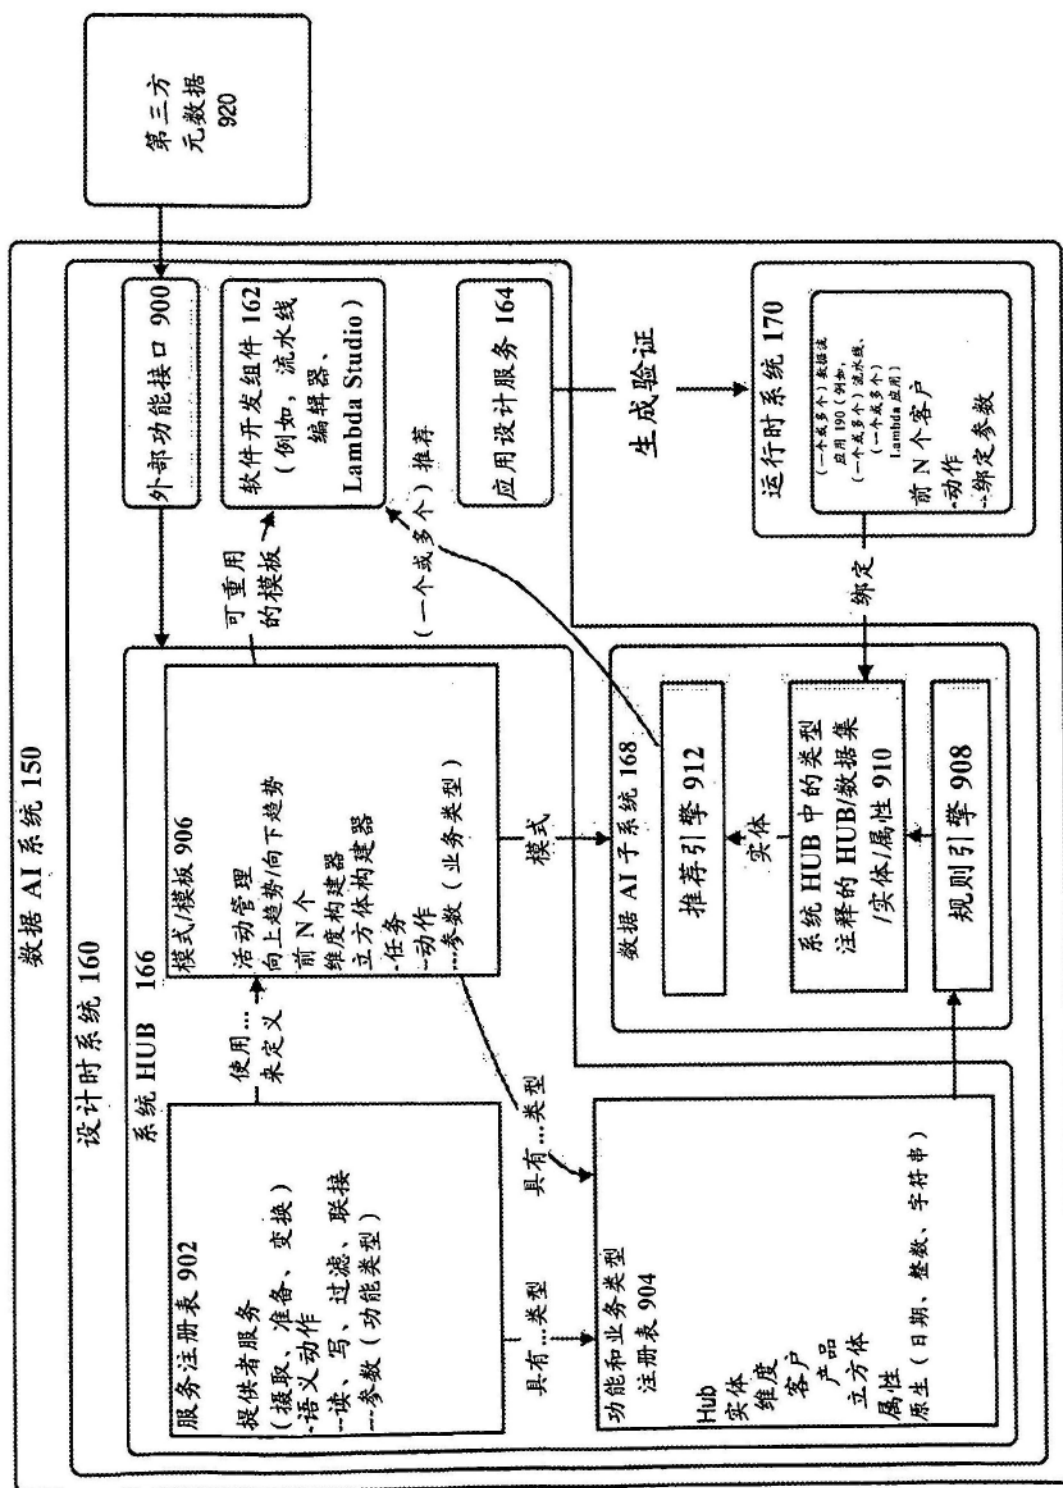 数据 AI 系统 150
设计时系统 160
系统 HUB 166
服务注册表 902
提供者服务
(摄取、准备、变换)
-语义动作
--读、写、过滤、联接
---参数(功能类型)
使用...
来定义
模式/模板 906
活动管理
向上趋势/向下趋势
前 N 个
维度构建器
立方体构建器
-任务
--动作
....参数(业务类型)
可重用
的模板
外部功能接口 900
第三方
元数据
920
软件开发组件 162
(例如, 流水线
编辑器、
Lambda Studio)
(一个或多个)推荐
应用设计服务 164
具有...类型
具有...类型
模式
功能和业务类型
注册表 904
Hub
实体
维度
客户
产品
立方体
属性
原生(日期、整数、字符串)
数据 AI 子系统 168
推荐引擎 912
实体
系统 HUB 中的类型
注释的 HUB/数据集
/实体/属性 910
规则引擎 908
绑定
生成验证
运行时系统 170
(一个或多个)数据流
应用 190 (例如,
(一个或多个)流水线、
(一个或多个)
Lambda 应用)
前 N 个客户
-动作
--绑定参数